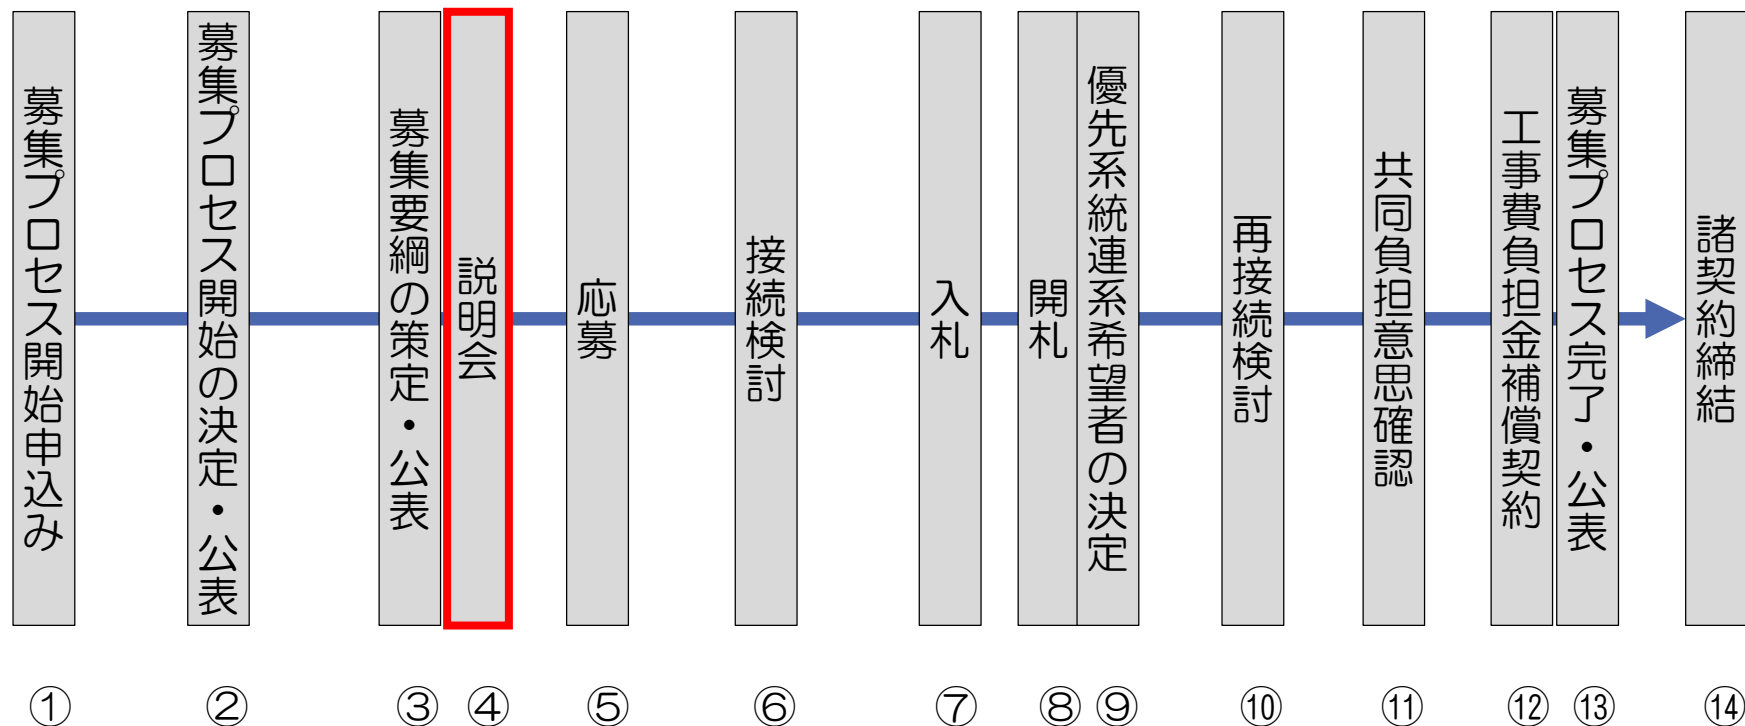 募集プロセス開始申込み
募集プロセス開始の決定・公表
募集要綱の策定・公表
説明会
応募
接続検討
入札
開札
優先系統連系希望者の決定
再接続検討
共同負担意思確認
工事費負担金補償契約
募集プロセス完了・公表
諸契約締結
① ② ③ ④ ⑤ ⑥ ⑦ ⑧ ⑨ ⑩ ⑪ ⑫ ⑬ ⑭